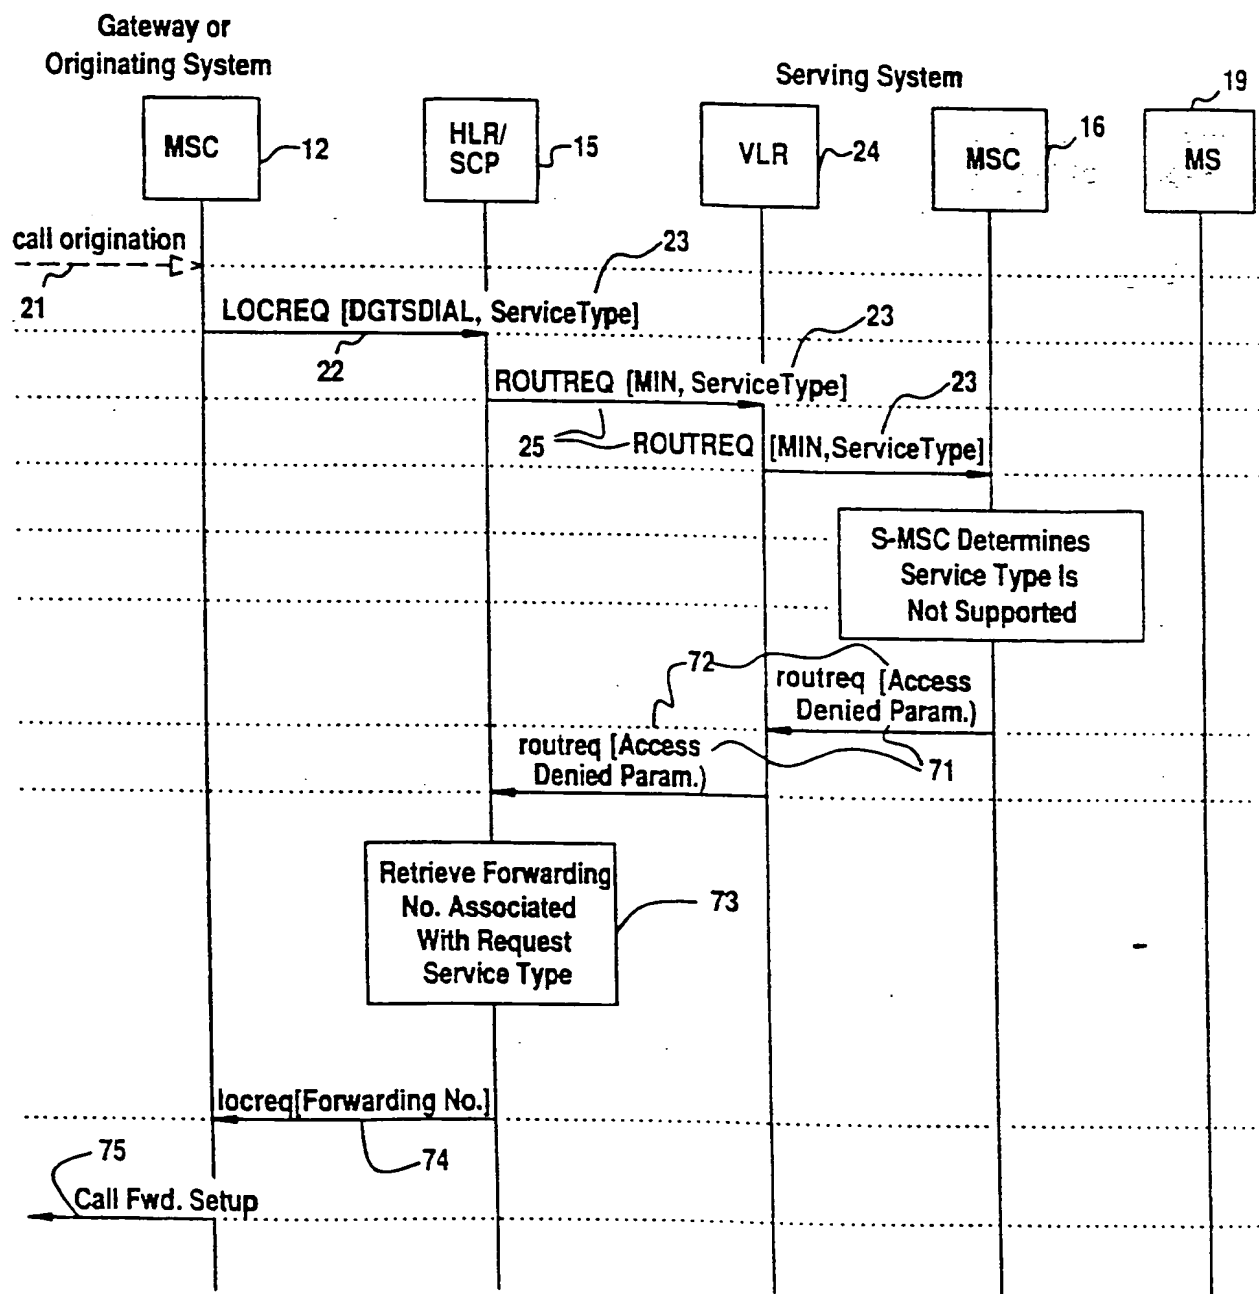 Gateway or
Originating System
Serving System
19
MSC
12
HLR/
SCP
15
VLR
24
MSC
16
MS
call origination
21
23
LOCREQ [DGTSDIAL, ServiceType]
22
23
ROUTREQ [MIN, ServiceType]
23
25
ROUTREQ [MIN,ServiceType]
S-MSC Determines
Service Type Is
Not Supported
72
routreq [Access
Denied Param.)
routreq [Access
Denied Param.)
71
Retrieve Forwarding
No. Associated
With Request
Service Type
73
locreq[Forwarding No.]
74
75
Call Fwd. Setup